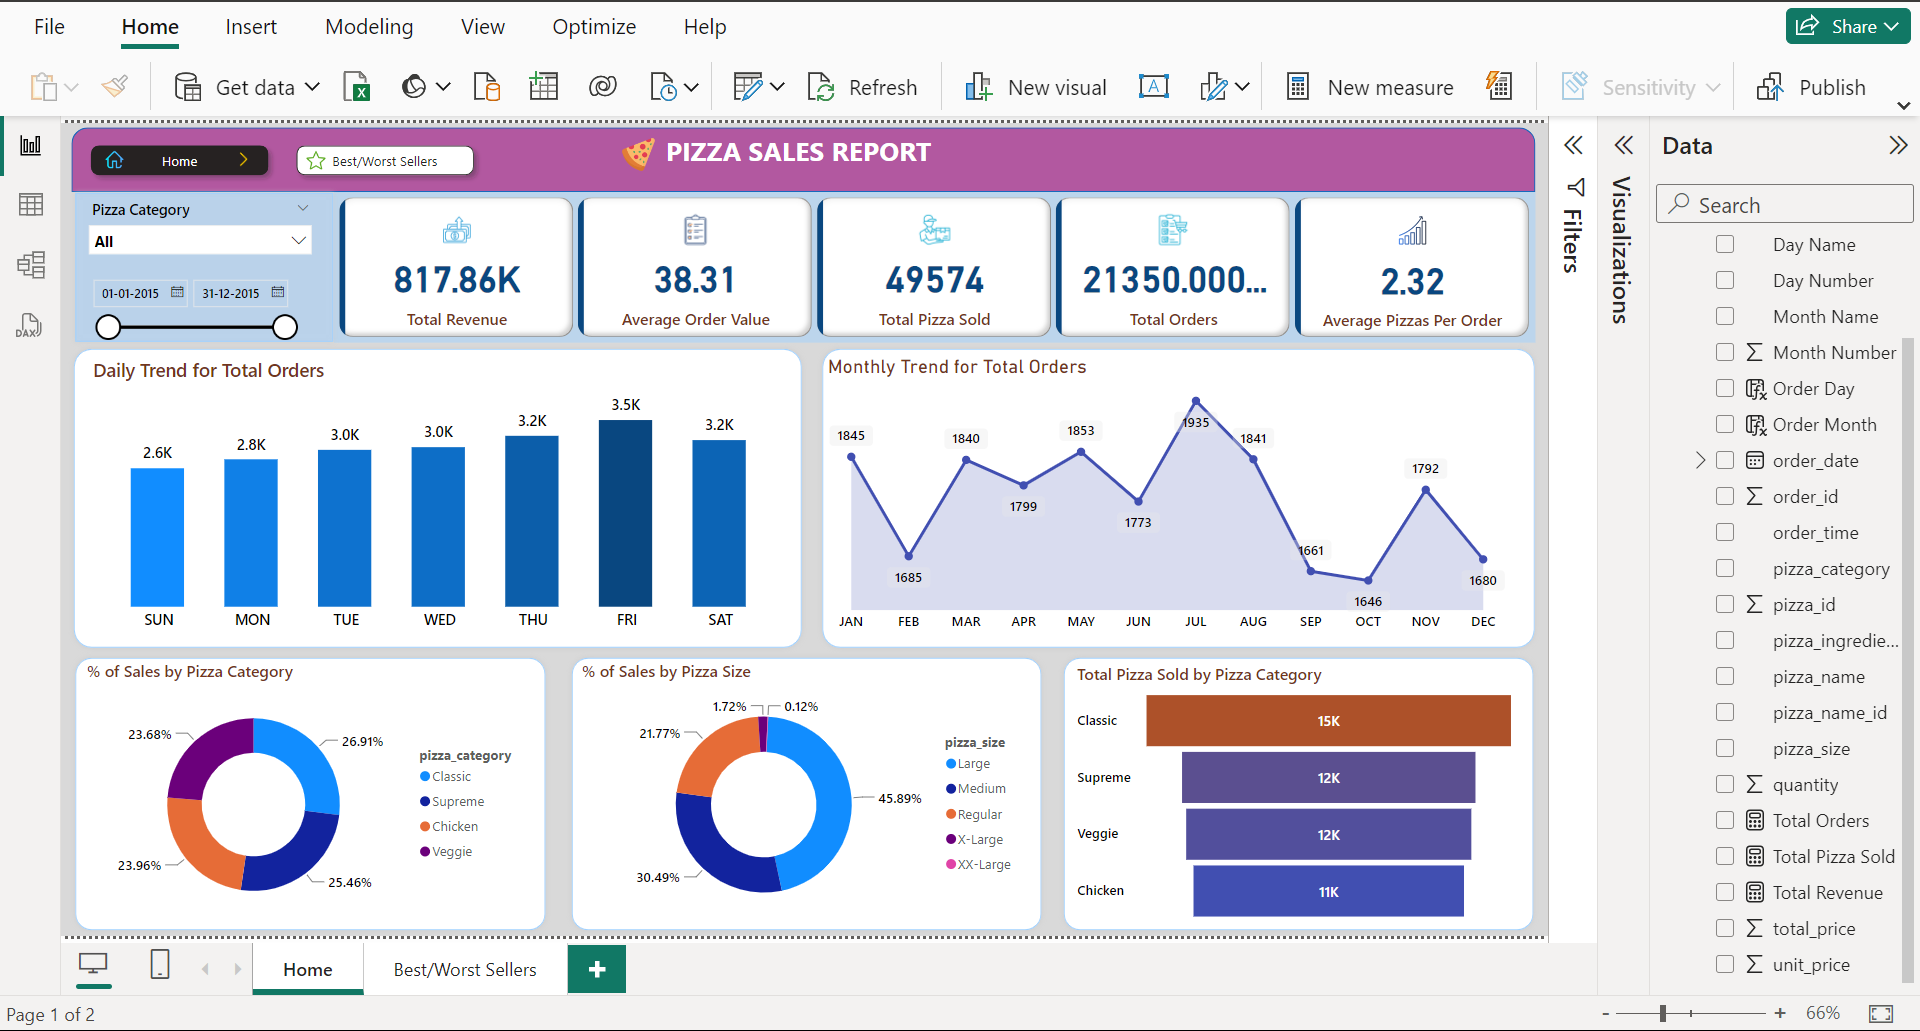 File Home Insert Modeling View Optimize Help Share
Get data Refresh New visual New measure Sensitivity Publish
Home
Best/Worst Sellers
PIZZA SALES REPORT
Pizza Category
All
01-01-2015 31-12-2015
817.86K
Total Revenue
38.31
Average Order Value
49574
Total Pizza Sold
21350.000...
Total Orders
2.32
Average Pizzas Per Order
Daily Trend for Total Orders
2.6K 2.8K 3.0K 3.0K 3.2K 3.5K 3.2K
SUN MON TUE WED THU FRI SAT
Monthly Trend for Total Orders
1845 1685 1840 1799 1853 1773 1935 1841 1661 1646 1792 1680
JAN FEB MAR APR MAY JUN JUL AUG SEP OCT NOV DEC
% of Sales by Pizza Category
26.91%
25.46%
23.96%
23.68%
pizza_category
Classic
Supreme
Chicken
Veggie
% of Sales by Pizza Size
1.72% 0.12%
21.77%
45.89%
30.49%
pizza_size
Large
Medium
Regular
X-Large
XX-Large
Total Pizza Sold by Pizza Category
Classic 15K
Supreme 12K
Veggie 12K
Chicken 11K
Filters
Visualizations
Data
Search
Day Name
Day Number
Month Name
Month Number
Order Day
Order Month
order_date
order_id
order_time
pizza_category
pizza_id
pizza_ingredie...
pizza_name
pizza_name_id
pizza_size
quantity
Total Orders
Total Pizza Sold
Total Revenue
total_price
unit_price
DAX
Home
Best/Worst Sellers
+
Page 1 of 2
- + 66%